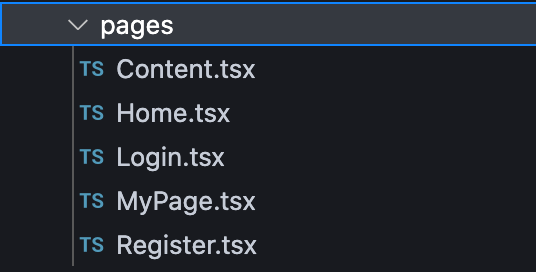 pages
TS Content.tsx
TS Home.tsx
TS Login.tsx
TS MyPage.tsx
TS Register.tsx